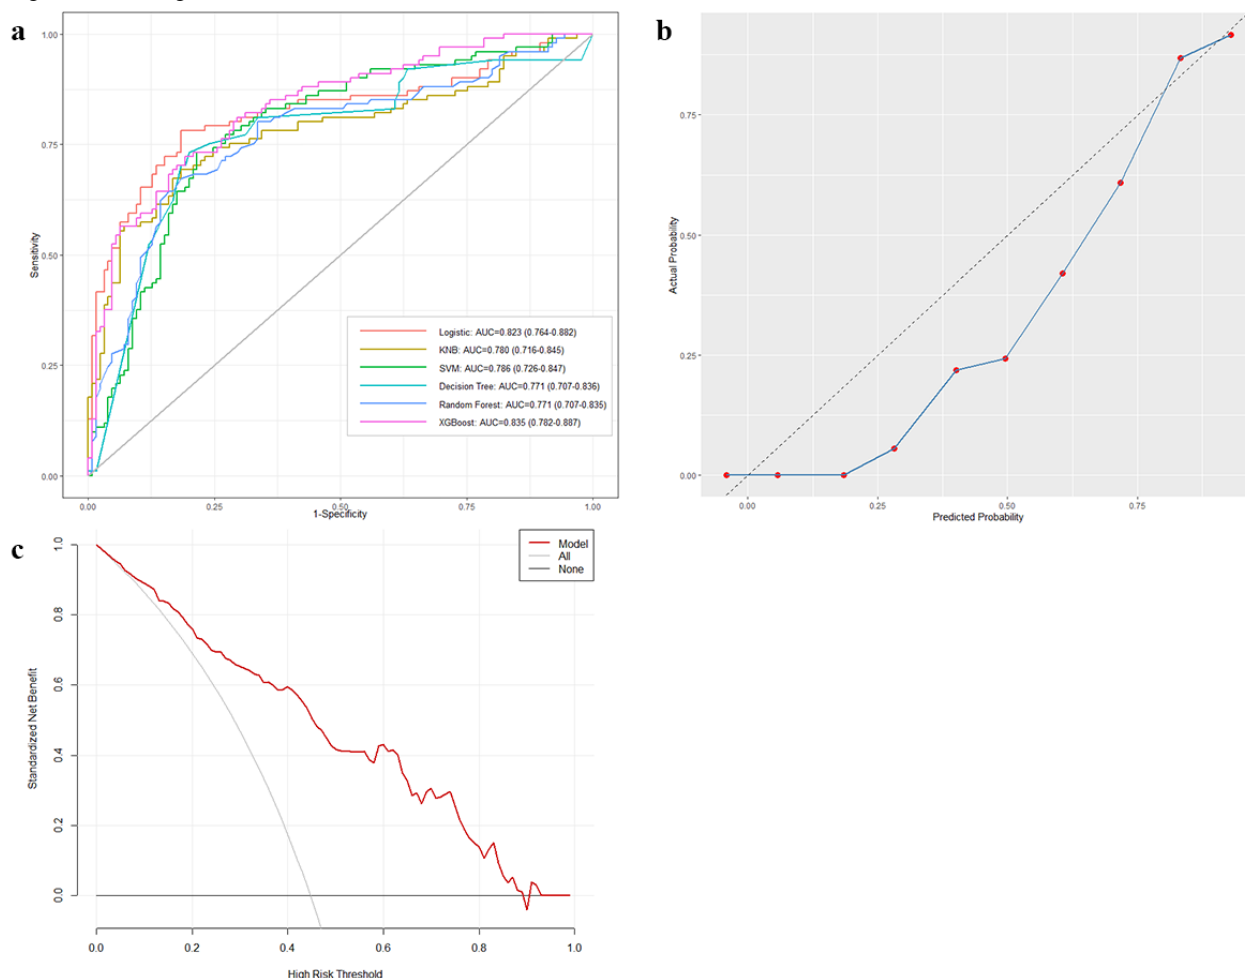 a
1.00
0.75
0.50
0.25
0.00
Sensitivity
Logistic: AUC=0.823 (0.764-0.882)
KNB: AUC=0.780 (0.716-0.845)
SVM: AUC=0.786 (0.726-0.847)
Decision Tree: AUC=0.771 (0.707-0.836)
Random Forest: AUC=0.771 (0.707-0.835)
XGBoost: AUC=0.835 (0.782-0.887)
0.00 0.25 0.50 0.75 1.00
1-Specificity
b
0.75
0.50
0.25
0.00
Actual Probability
0.00 0.25 0.50 0.75
Predicted Probability
c
Model
All
None
1.0
0.8
0.6
0.4
0.2
0.0
Standardized Net Benefit
0.0 0.2 0.4 0.6 0.8 1.0
High Risk Threshold